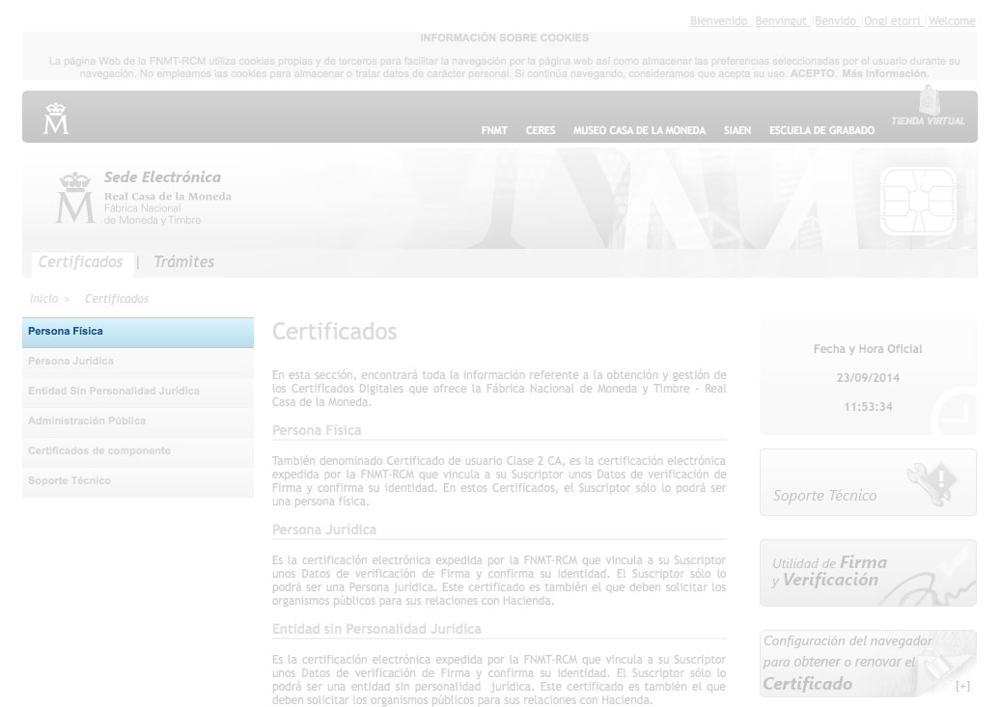 Bienvenido | Benvingut | Benvido | Ongi etorri | Welcome
INFORMACIÓN SOBRE COOKIES
La página Web de la FNMT-RCM utiliza cookies propias y de terceros para facilitar la navegación por la página web así como almacenar las preferencias seleccionadas por el usuario durante su
navegación. No empleamos las cookies para almacenar o tratar datos de carácter personal. Si continúa navegando, consideramos que acepta su uso. ACEPTO. Más Información.
M
FNMT CERES MUSEO CASA DE LA MONEDA SIAEN ESCUELA DE GRABADO
TIENDA VIRTUAL
M
Sede Electrónica
Real Casa de la Moneda
Fábrica Nacional
de Moneda y Timbre
Certificados | Trámites
Inicio > Certificados
Persona Física
Persona Jurídica
Entidad Sin Personalidad Jurídica
Administración Pública
Certificados de componente
Soporte Técnico
Certificados
En esta sección, encontrará toda la información referente a la obtención y gestión de
los Certificados Digitales que ofrece la Fábrica Nacional de Moneda y Timbre - Real
Casa de la Moneda.
Persona Física
También denominado Certificado de usuario Clase 2 CA, es la certificación electrónica
expedida por la FNMT-RCM que vincula a su Suscriptor unos Datos de verificación de
Firma y confirma su identidad. En estos Certificados, el Suscriptor sólo lo podrá ser
una persona física.
Persona Jurídica
Es la certificación electrónica expedida por la FNMT-RCM que vincula a su Suscriptor
unos Datos de verificación de Firma y confirma su identidad. El Suscriptor sólo lo
podrá ser una Persona jurídica. Este certificado es también el que deben solicitar los
organismos públicos para sus relaciones con Hacienda.
Entidad sin Personalidad Jurídica
Es la certificación electrónica expedida por la FNMT-RCM que vincula a su Suscriptor
unos Datos de verificación de Firma y confirma su identidad. El Suscriptor sólo lo
podrá ser una entidad sin personalidad jurídica. Este certificado es también el que
deben solicitar los organismos públicos para sus relaciones con Hacienda.
Fecha y Hora Oficial
23/09/2014
11:53:34
Soporte Técnico
Utilidad de Firma
y Verificación
Configuración del navegador
para obtener o renovar el
Certificado
[+]